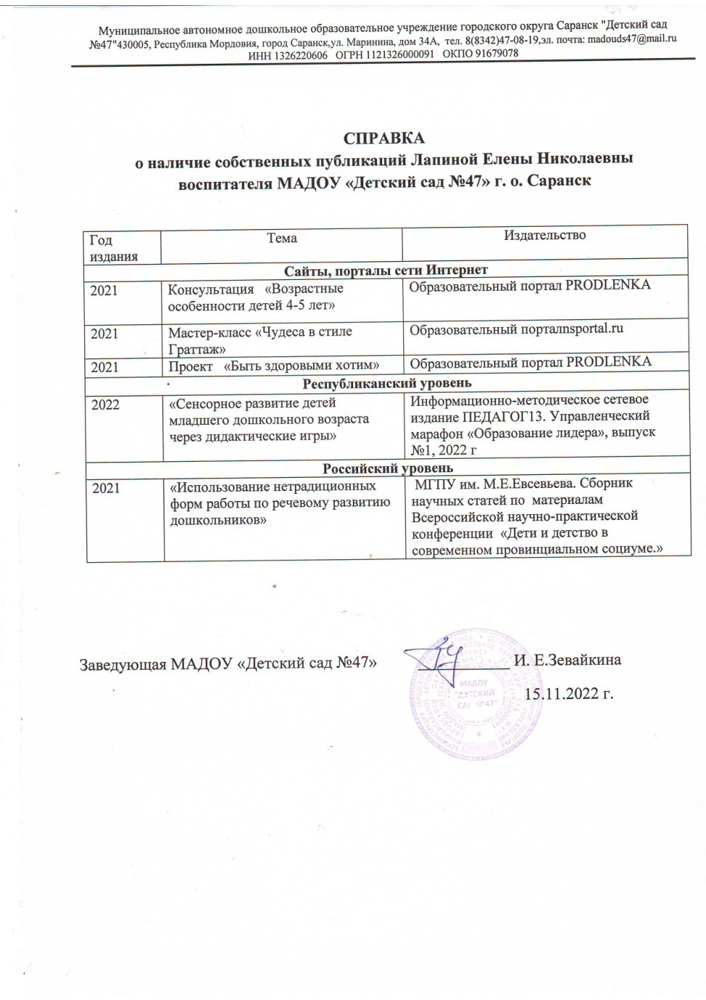 Муниципальное автономное дошкольное образовательное учреждение городского округа Саранск "Детский сад
№47"430005, Республика Мордовия, город Саранск,ул. Маринина, дом 34А, тел. 8(8342)47-08-19,эл. почта: madouds47@mail.ru
ИНН 1326220606 ОГРН 1121326000091 ОКПО 91679078
СПРАВКА
о наличие собственных публикаций Лапиной Елены Николаевны
воспитателя МАДОУ «Детский сад №47» г. о. Саранск
Год издания
Тема
Издательство
Сайты, порталы сети Интернет
2021
Консультация «Возрастные
особенности детей 4-5 лет»
Образовательный портал PRODLENKA
2021
Мастер-класс «Чудеса в стиле
Граттаж»
Образовательный порталnsportal.ru
2021
Проект «Быть здоровыми хотим»
Образовательный портал PRODLENKA
Республиканский уровень
2022
«Сенсорное развитие детей
младшего дошкольного возраста
через дидактические игры»
Информационно-методическое сетевое
издание ПЕДАГОГ13. Управленческий
марафон «Образование лидера», выпуск
№1, 2022 г
Российский уровень
2021
«Использование нетрадиционных
форм работы по речевому развитию
дошкольников»
МГПУ им. М.Е.Евсевьева. Сборник
научных статей по материалам
Всероссийской научно-практической
конференции «Дети и детство в
современном провинциальном социуме.»
Заведующая МАДОУ «Детский сад №47»
И. Е.Зевайкина
15.11.2022 г.
МАДОУ
"ДЕТСКИЙ
САД №47"